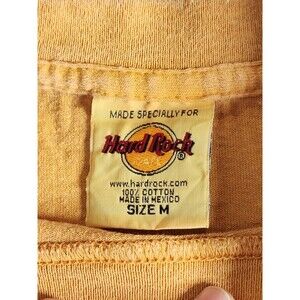 MADE SPECIALLY FOR
Hard Rock
CAFE
®
www.hardrock.com
100% COTTON
MADE IN MEXICO
SIZE M